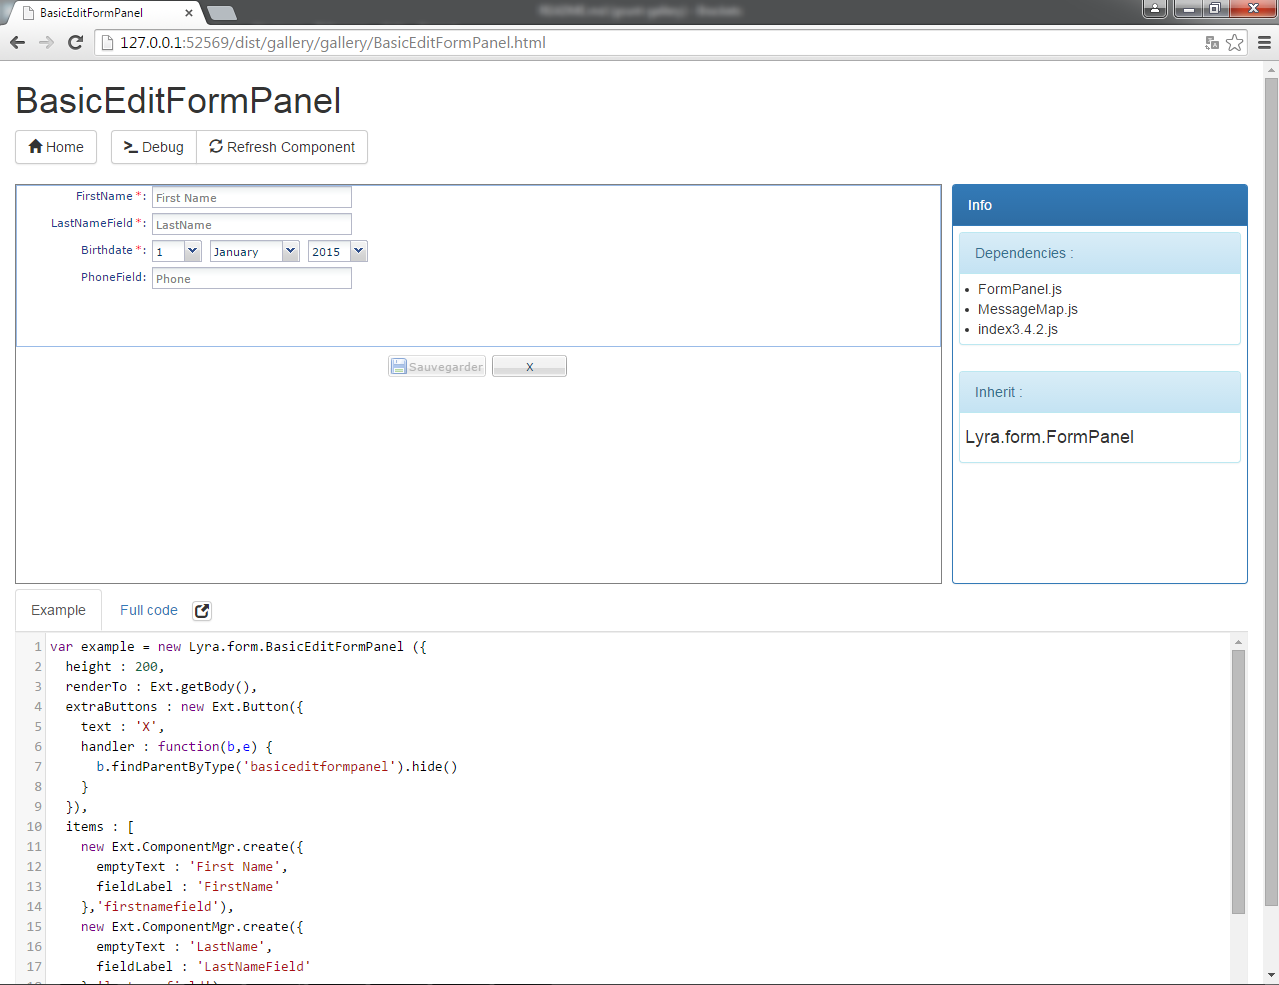 BasicEditFormPanel
127.0.0.1:52569/dist/gallery/gallery/BasicEditFormPanel.html
BasicEditFormPanel
Home
Debug
Refresh Component
FirstName *: First Name
LastNameField *: LastName
Birthdate *: 1 January 2015
PhoneField: Phone
Sauvegarder
X
Info
Dependencies :
• FormPanel.js
• MessageMap.js
• index3.4.2.js
Inherit :
Lyra.form.FormPanel
Example
Full code
1 var example = new Lyra.form.BasicEditFormPanel ({
2 height : 200,
3 renderTo : Ext.getBody(),
4 extraButtons : new Ext.Button({
5 text : 'X',
6 handler : function(b,e) {
7 b.findParentByType('basiceditformpanel').hide()
8 }
9 }),
10 items : [
11 new Ext.ComponentMgr.create({
12 emptyText : 'First Name',
13 fieldLabel : 'FirstName'
14 },'firstnamefield'),
15 new Ext.ComponentMgr.create({
16 emptyText : 'LastName',
17 fieldLabel : 'LastNameField'